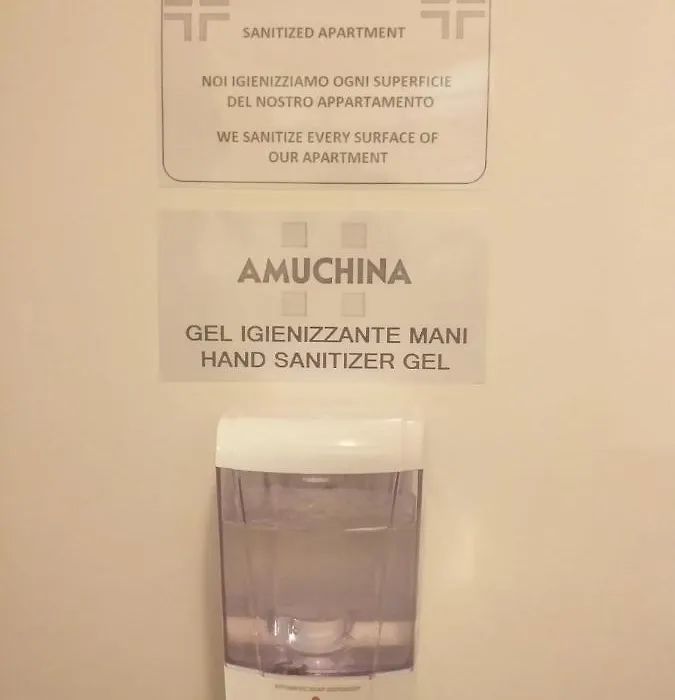 SANITIZED APARTMENT
NOI IGIENIZZIAMO OGNI SUPERFICIE
DEL NOSTRO APPARTAMENTO
WE SANITIZE EVERY SURFACE OF
OUR APARTMENT
AMUCHINA
GEL IGIENIZZANTE MANI
HAND SANITIZER GEL